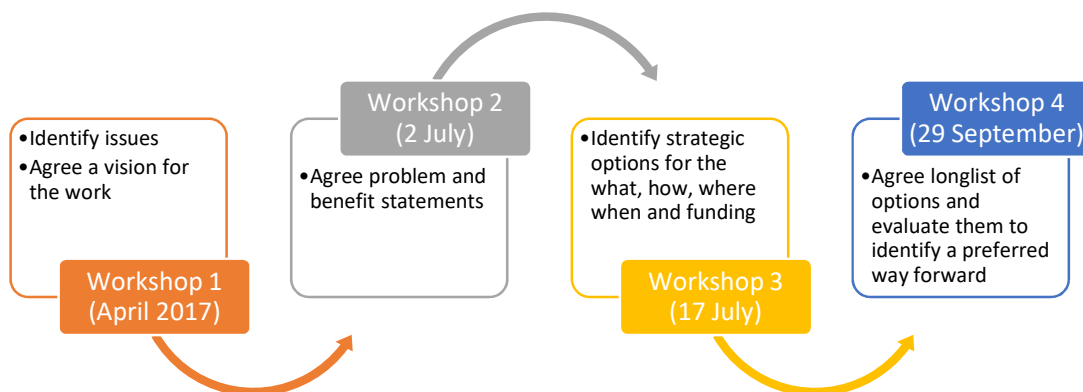 •Identify issues
•Agree a vision for
the work
Workshop 1
(April 2017)
Workshop 2
(2 July)
•Agree problem and
benefit statements
•Identify strategic
options for the
what, how, where
when and funding
Workshop 3
(17 July)
Workshop 4
(29 September)
•Agree longlist of
options and
evaluate them to
identify a preferred
way forward